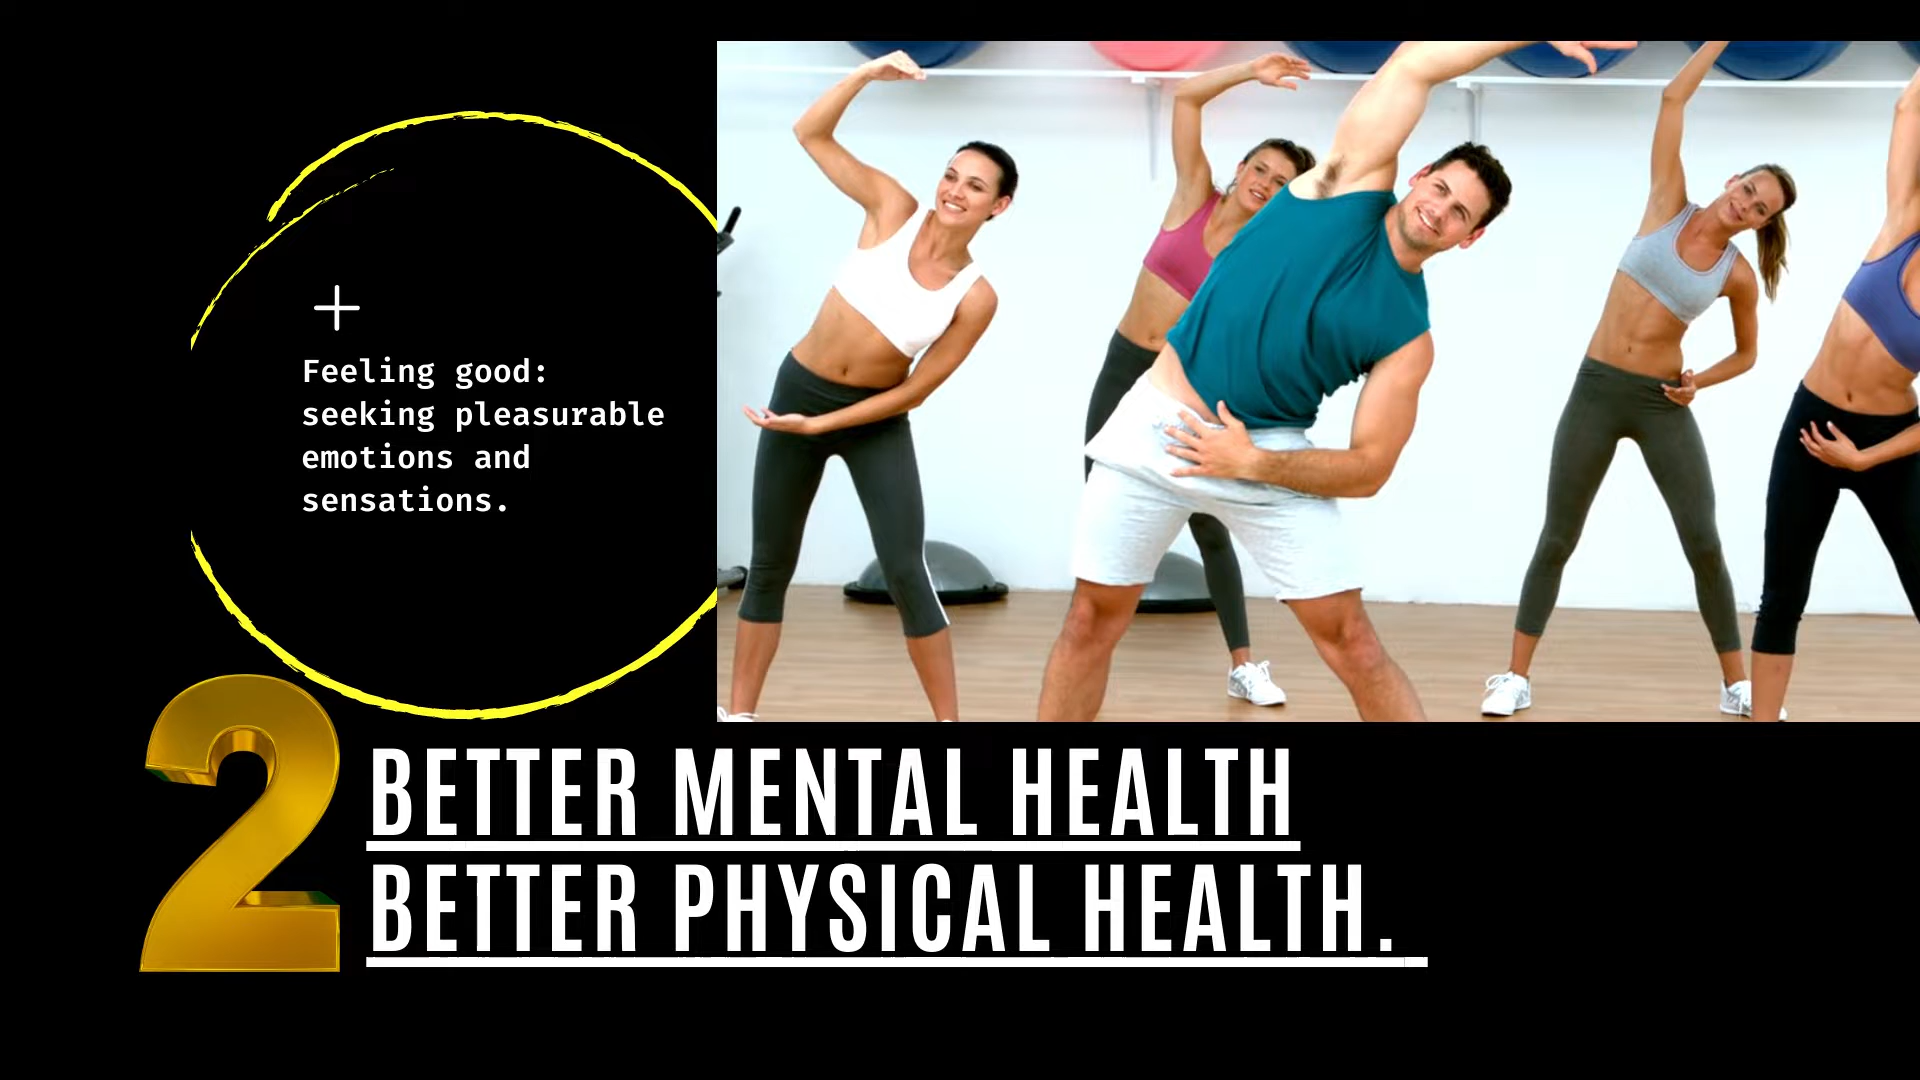 +
Feeling good:
seeking pleasurable
emotions and
sensations.
2
BETTER MENTAL HEALTH
BETTER PHYSICAL HEALTH.